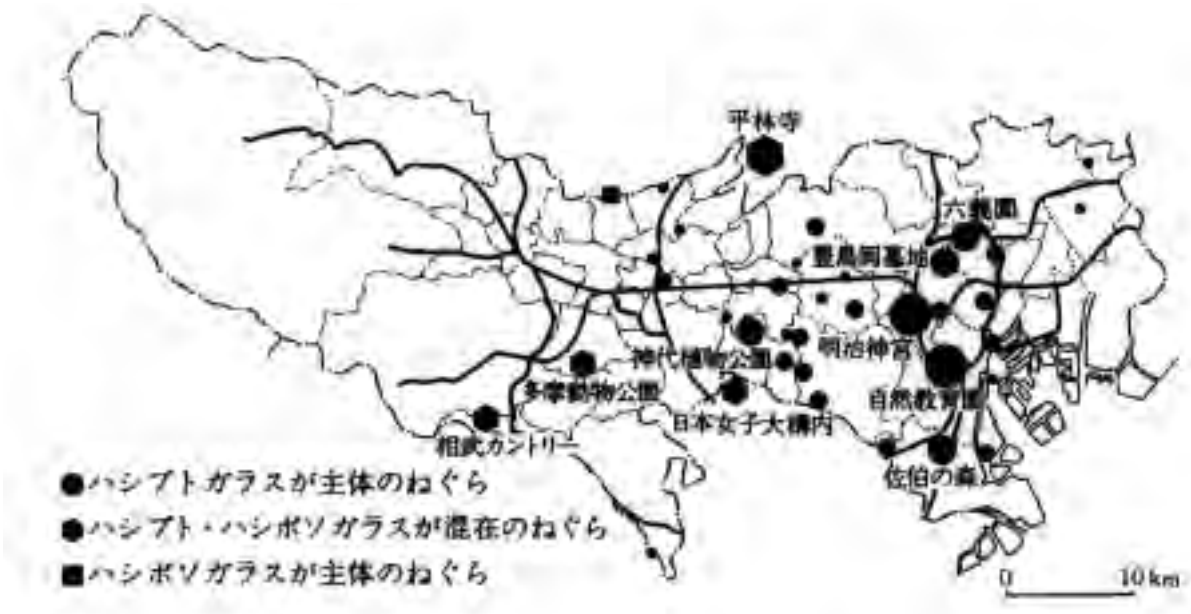 平林寺
六義園
豊島岡墓地
明治神宮
神代植物公園
多摩動物公園
自然教育園
日本女子大構内
相武カントリー
佐伯の森
●ハシブトガラスが主体のねぐら
⬣ハシブト・ハシボソガラスが混在のねぐら
■ハシボソガラスが主体のねぐら
0 10km